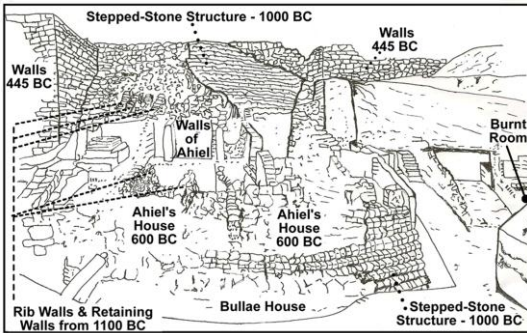 Stepped-Stone Structure - 1000 BC
Walls
445 BC
Walls
445 BC
Walls
of
Ahiel
Burnt
Room
Ahiel's
House
600 BC
Ahiel's
House
600 BC
Rib Walls & Retaining
Walls from 1100 BC
Bullae House
Stepped-Stone
Structure - 1000 BC